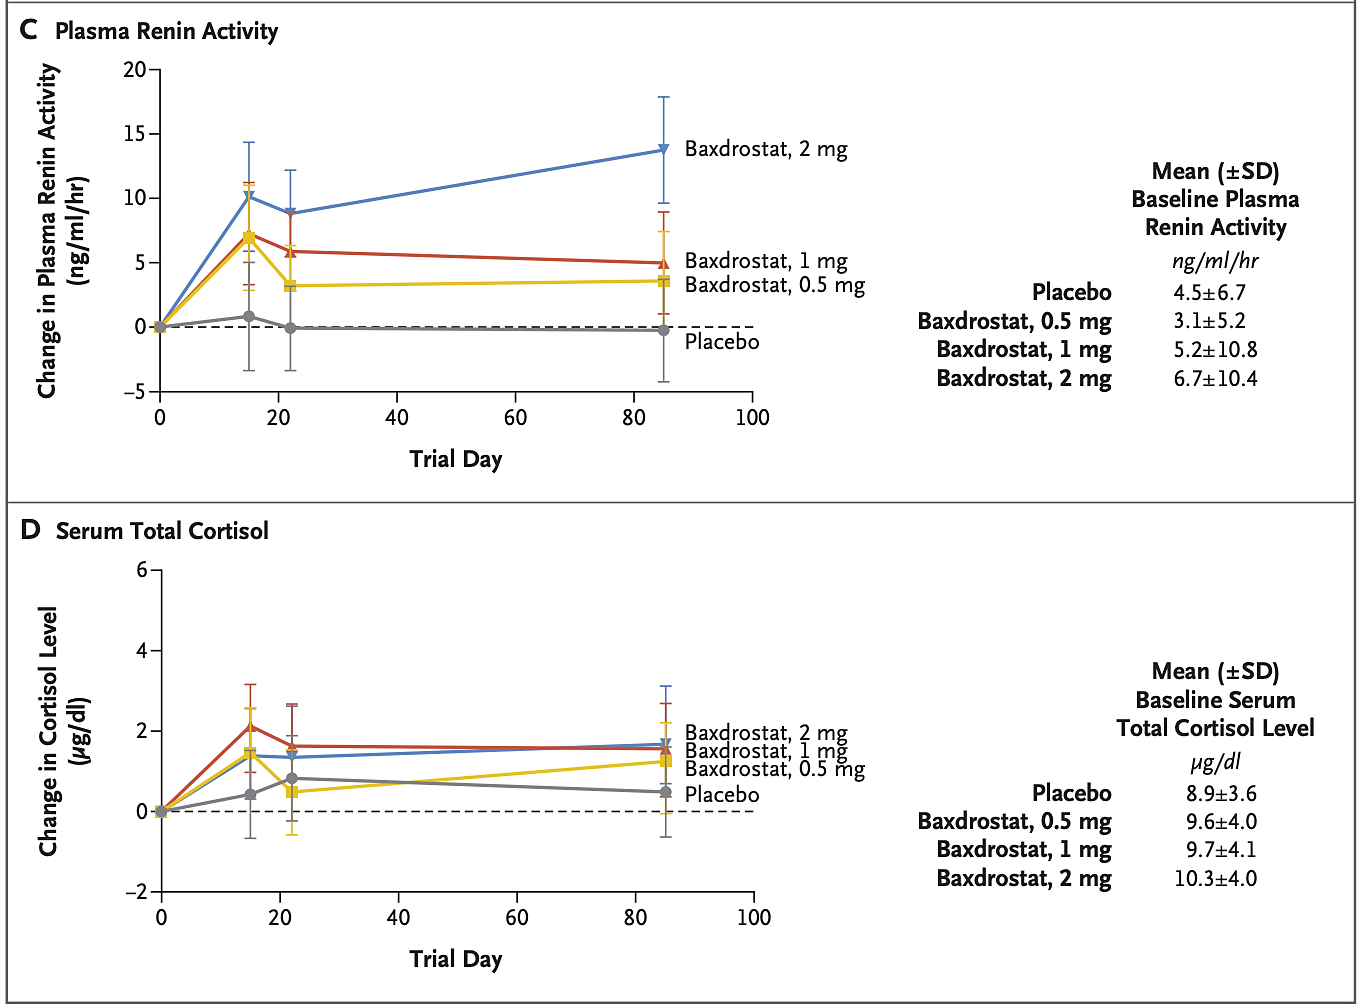 C Plasma Renin Activity
Change in Plasma Renin Activity
(ng/ml/hr)
20
15
10
5
0
–5
0 20 40 60 80 100
Trial Day
Baxdrostat, 2 mg
Baxdrostat, 1 mg
Baxdrostat, 0.5 mg
Placebo
Mean (±SD)
Baseline Plasma
Renin Activity
ng/ml/hr
Placebo 4.5±6.7
Baxdrostat, 0.5 mg 3.1±5.2
Baxdrostat, 1 mg 5.2±10.8
Baxdrostat, 2 mg 6.7±10.4
D Serum Total Cortisol
Change in Cortisol Level
(µg/dl)
6
4
2
0
–2
0 20 40 60 80 100
Trial Day
Baxdrostat, 2 mg
Baxdrostat, 1 mg
Baxdrostat, 0.5 mg
Placebo
Mean (±SD)
Baseline Serum
Total Cortisol Level
µg/dl
Placebo 8.9±3.6
Baxdrostat, 0.5 mg 9.6±4.0
Baxdrostat, 1 mg 9.7±4.1
Baxdrostat, 2 mg 10.3±4.0